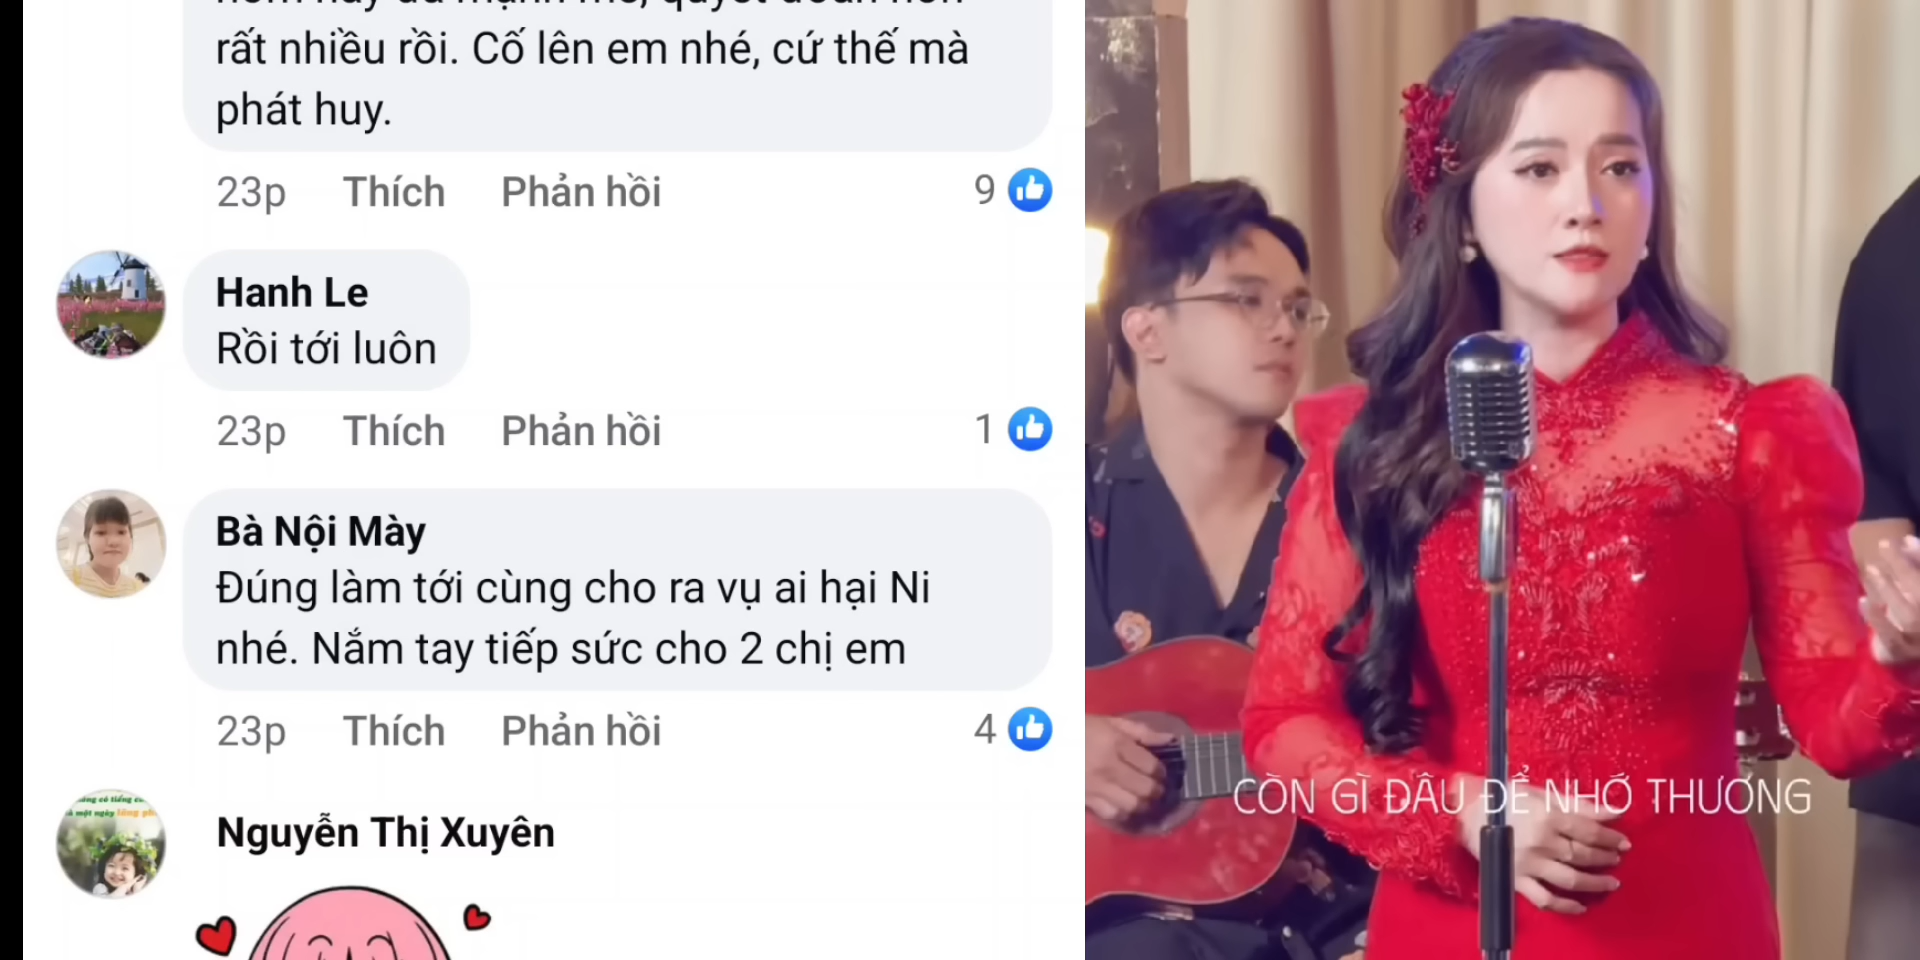 rất nhiều rồi. Cố lên em nhé, cứ thế mà
phát huy.
23p Thích Phản hồi 9
Hanh Le
Rồi tới luôn
23p Thích Phản hồi 1
Bà Nội Mày
Đúng làm tới cùng cho ra vụ ai hại Ni
nhé. Nắm tay tiếp sức cho 2 chị em
23p Thích Phản hồi 4
Nguyễn Thị Xuyên
CÒN GÌ ĐÂU ĐỂ NHỚ THƯƠNG